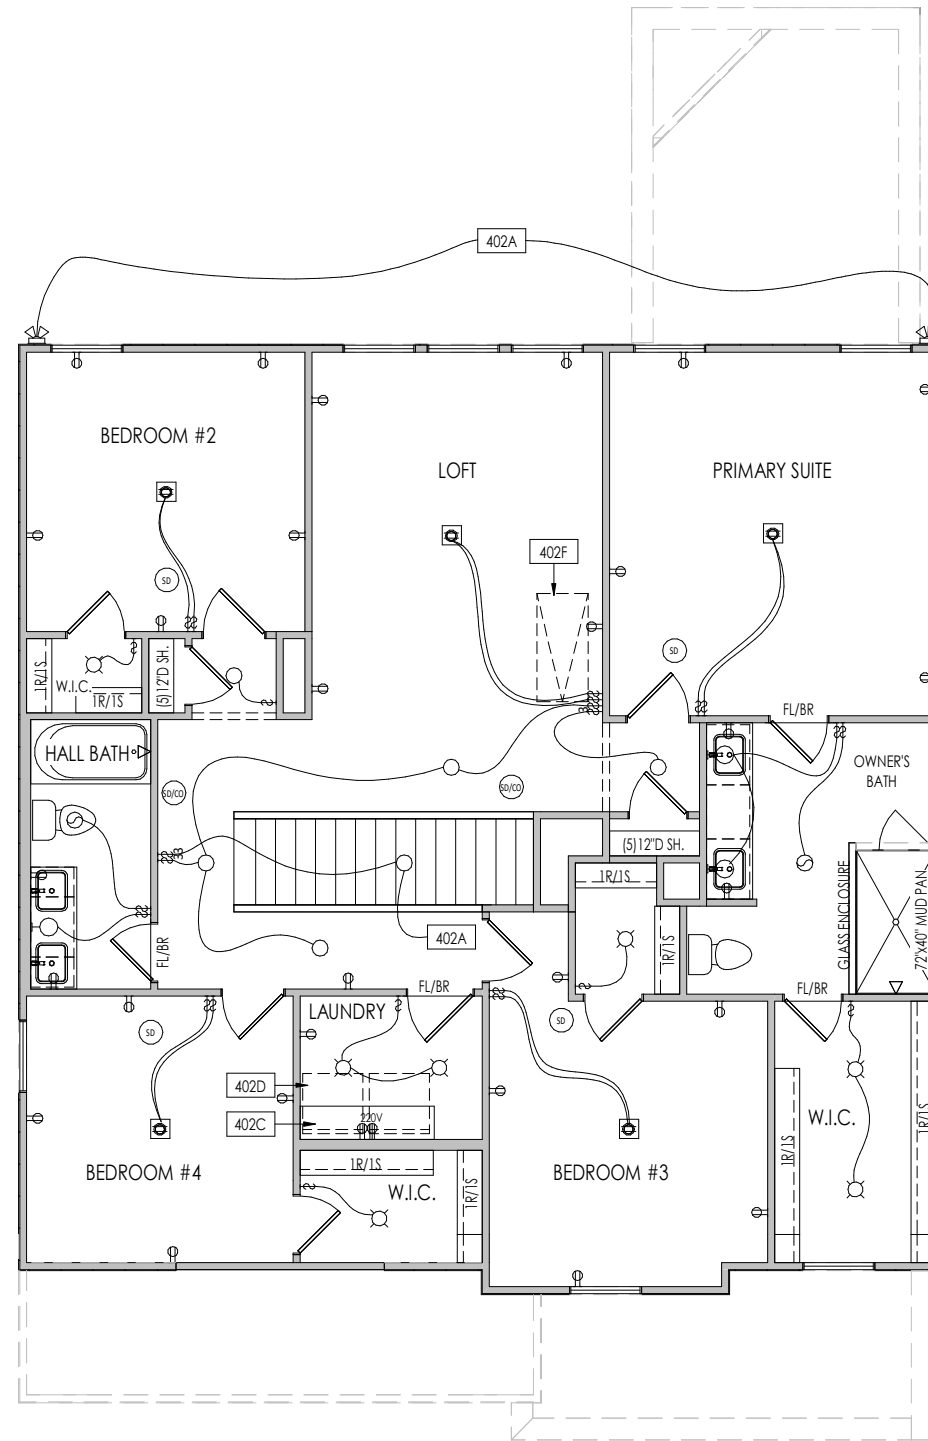 402A
BEDROOM #2
LOFT
PRIMARY SUITE
402F
SD
SD
1R/1S
W.I.C.
1R/1S
(5)12"D SH.
FL/BR
HALL BATH
OWNER'S
BATH
SD/CO
SD/CO
(5)12"D SH.
1R/1S
GLASS ENCLOSURE
72"x40" MUD PAN
402A
FL/BR
1R/1S
FL/BR
FL/BR
LAUNDRY
SD
SD
402D
402C
220V
W.I.C.
1R/1S
1R/1S
BEDROOM #4
1R/1S
W.I.C.
1R/1S
BEDROOM #3